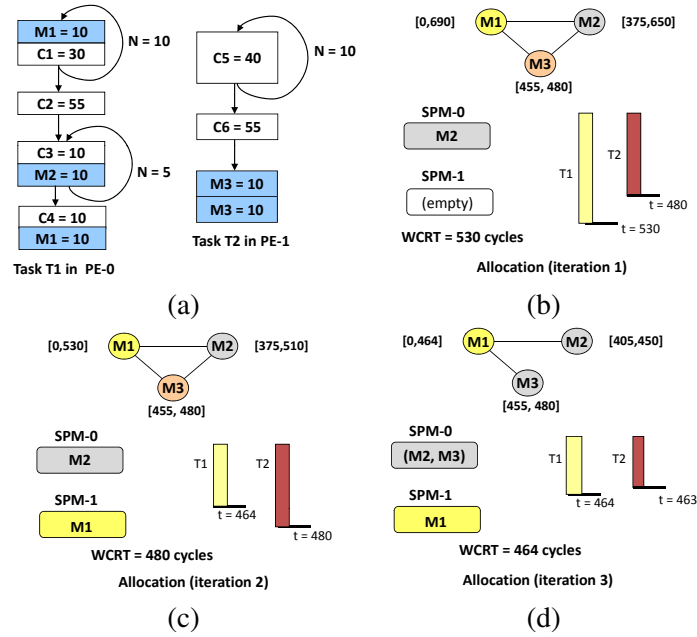 M1 = 10
C1 = 30
N = 10
C2 = 55
C3 = 10
M2 = 10
N = 5
C4 = 10
M1 = 10
Task T1 in PE-0
C5 = 40
N = 10
C6 = 55
M3 = 10
M3 = 10
Task T2 in PE-1
(a)
[0,690]
M1
M2
[375,650]
M3
[455, 480]
SPM-0
M2
SPM-1
(empty)
T1
T2
t = 480
t = 530
WCRT = 530 cycles
Allocation (iteration 1)
(b)
[0,530]
M1
M2
[375,510]
M3
[455, 480]
SPM-0
M2
SPM-1
M1
T1
T2
t = 464
t = 480
WCRT = 480 cycles
Allocation (iteration 2)
(c)
[0,464]
M1
M2
[405,450]
M3
[455, 480]
SPM-0
(M2, M3)
SPM-1
M1
T1
T2
t = 464
t = 463
WCRT = 464 cycles
Allocation (iteration 3)
(d)